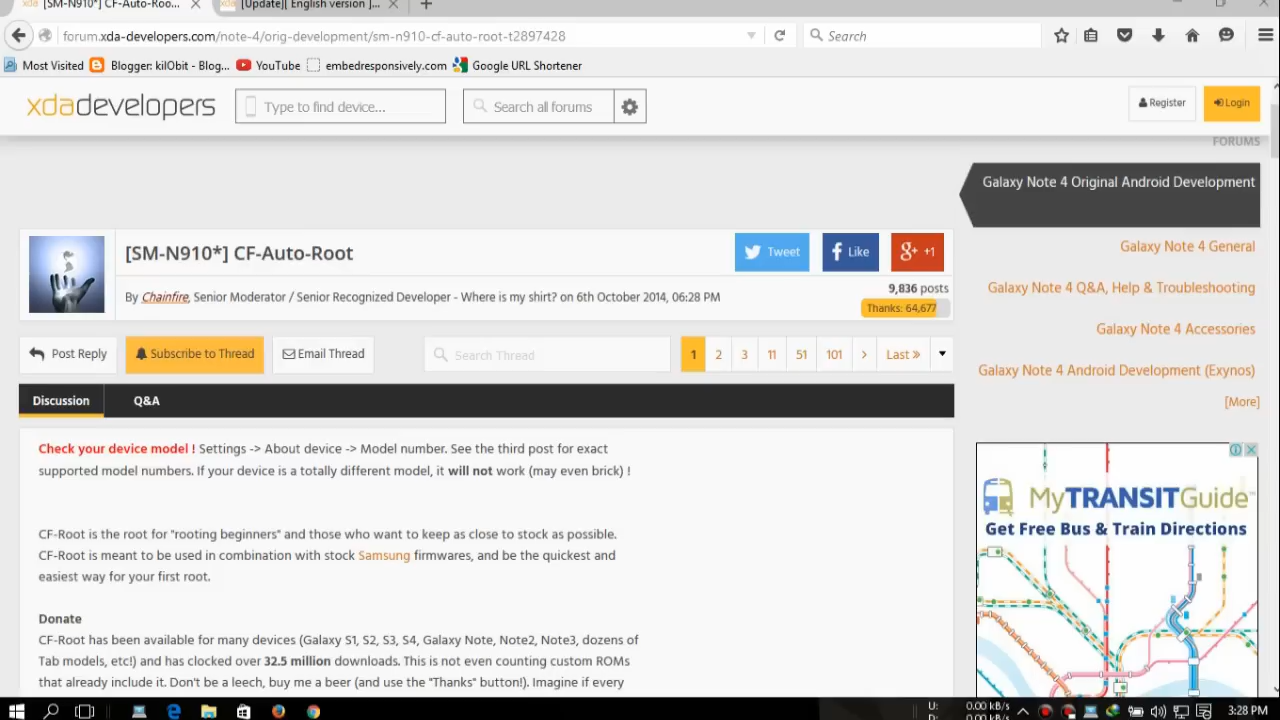 [SM-N910*] CF-Auto-Roo...
[Update][ English version ]...
forum.xda-developers.com/note-4/orig-development/sm-n910-cf-auto-root-t2897428
Search
Most Visited
Blogger: kil0bit - Blog...
YouTube
embedresponsively.com
Google URL Shortener
xdadevelopers
Type to find device...
Search all forums
Register
Login
FORUMS
Galaxy Note 4 Original Android Development
Galaxy Note 4 General
Galaxy Note 4 Q&A, Help & Troubleshooting
Galaxy Note 4 Accessories
Galaxy Note 4 Android Development (Exynos)
[More]
[SM-N910*] CF-Auto-Root
Tweet
Like
g+ +1
By Chainfire, Senior Moderator / Senior Recognized Developer - Where is my shirt? on 6th October 2014, 06:28 PM
9,836 posts
Thanks: 64,677
Post Reply
Subscribe to Thread
Email Thread
Search Thread
1 2 3 11 51 101 > Last »
Discussion
Q&A
Check your device model ! Settings -> About device -> Model number. See the third post for exact
supported model numbers. If your device is a totally different model, it will not work (may even brick) !
CF-Root is the root for "rooting beginners" and those who want to keep as close to stock as possible.
CF-Root is meant to be used in combination with stock Samsung firmwares, and be the quickest and
easiest way for your first root.
Donate
CF-Root has been available for many devices (Galaxy S1, S2, S3, S4, Galaxy Note, Note2, Note3, dozens of
Tab models, etc!) and has clocked over 32.5 million downloads. This is not even counting custom ROMs
that already include it. Don't be a leech, buy me a beer (and use the "Thanks" button!). Imagine if every
MyTRANSITGuide™
Get Free Bus & Train Directions
U: 0.00 kB/s
D: 0.00 kB/s
3:28 PM